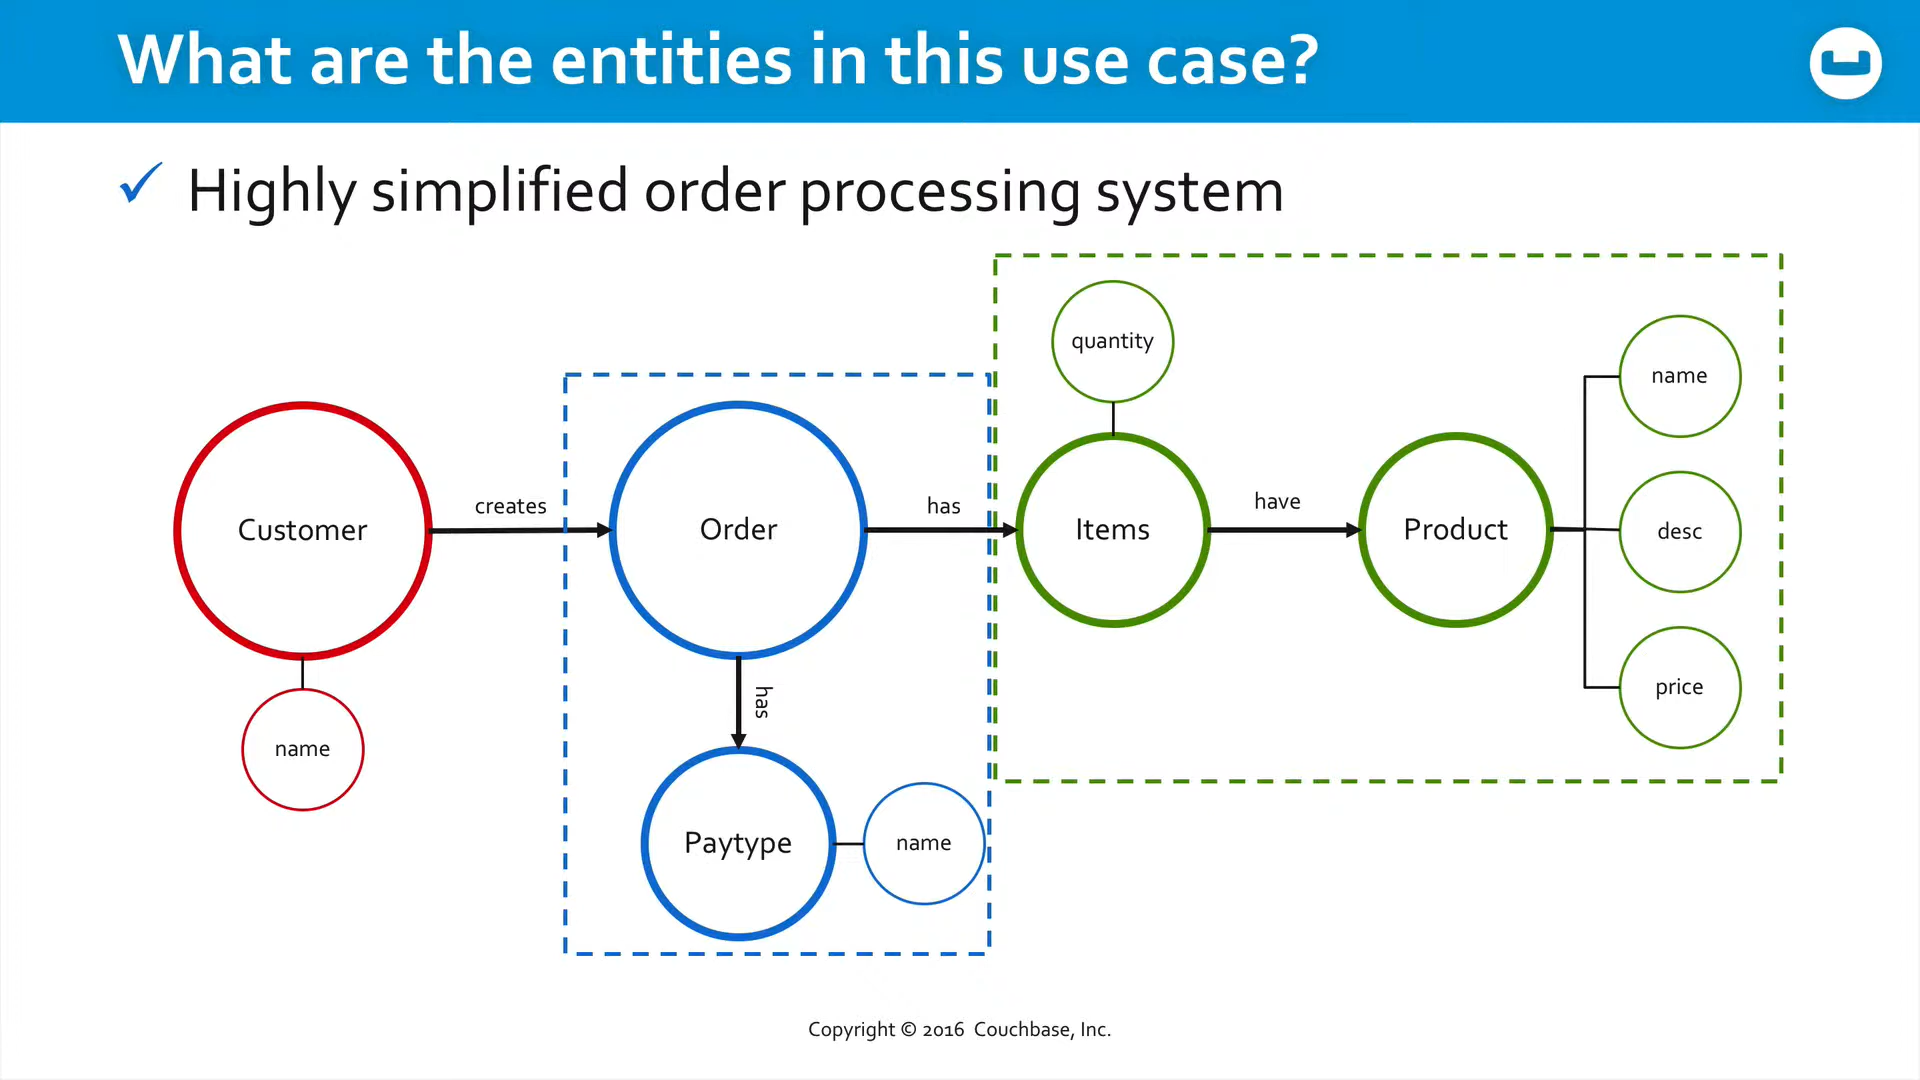 What are the entities in this use case?
✓ Highly simplified order processing system
quantity
name
creates
has
have
Customer
Order
Items
Product
desc
has
price
name
Paytype
name
Copyright © 2016 Couchbase, Inc.